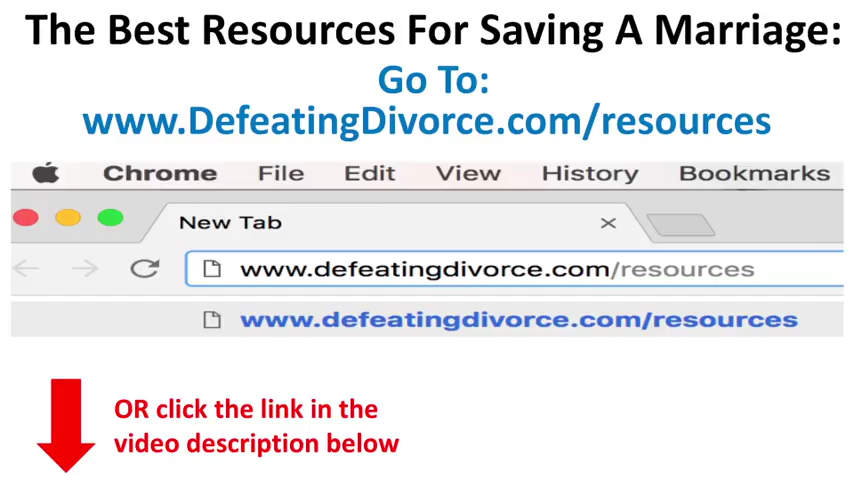 The Best Resources For Saving A Marriage:
Go To:
www.DefeatingDivorce.com/resources
Chrome File Edit View History Bookmarks
New Tab
www.defeatingdivorce.com/resources
www.defeatingdivorce.com/resources
OR click the link in the
video description below